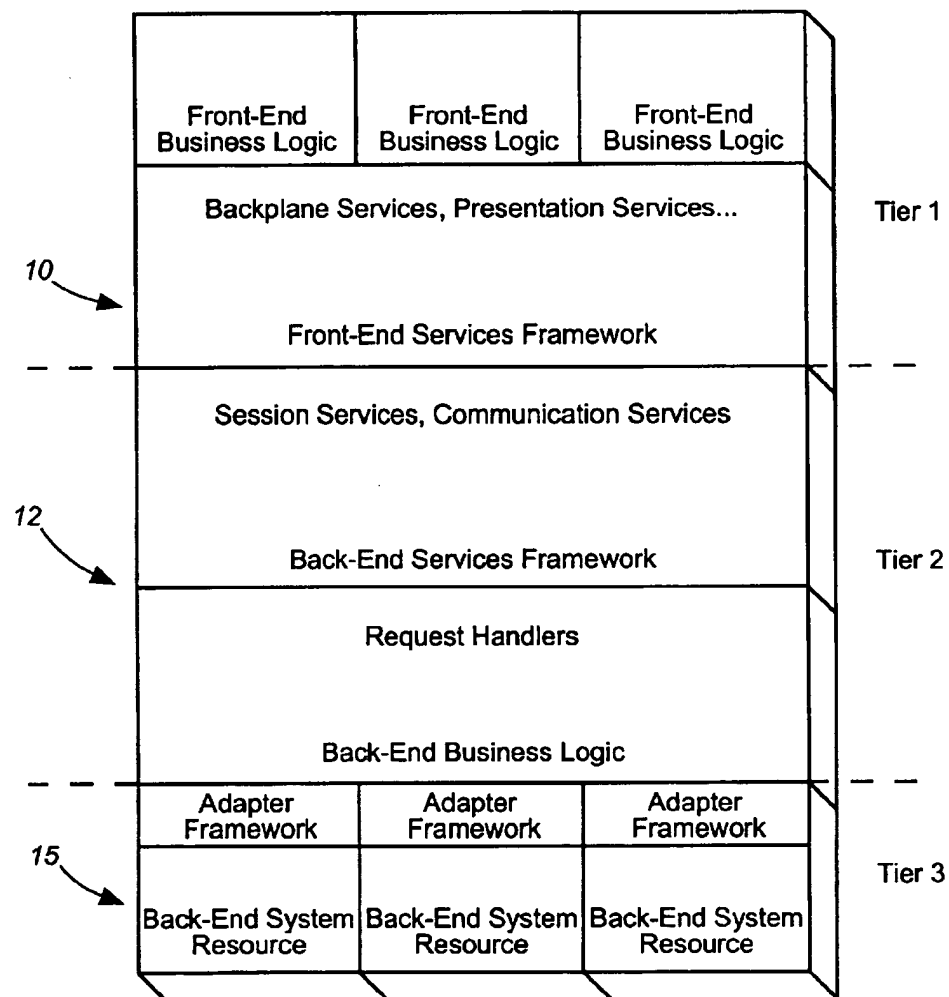 Front-End Front-End Front-End
Business Logic Business Logic Business Logic
Backplane Services, Presentation Services...
Tier 1
10
Front-End Services Framework
Session Services, Communication Services
12
Back-End Services Framework
Tier 2
Request Handlers
Back-End Business Logic
Adapter Adapter Adapter
Framework Framework Framework
15
Tier 3
Back-End System Back-End System Back-End System
Resource Resource Resource